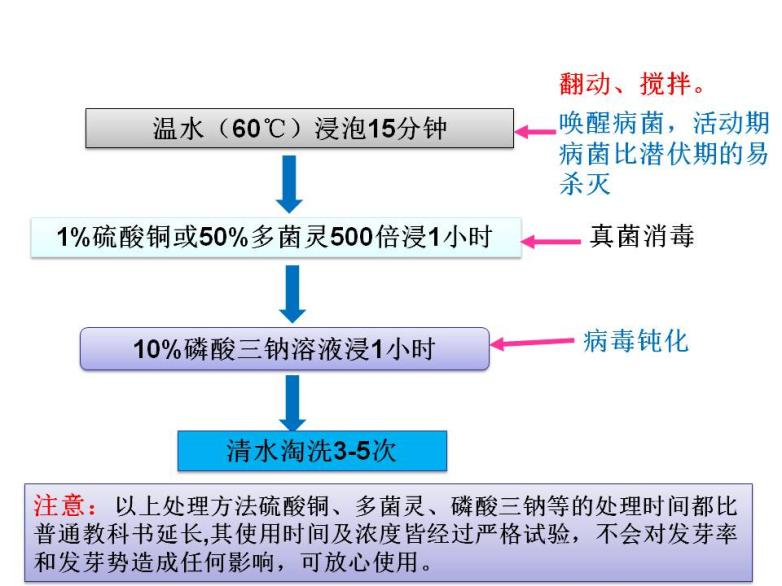 翻动、搅拌。
温水（60℃）浸泡15分钟
唤醒病菌，活动期
病菌比潜伏期的易
杀灭
1%硫酸铜或50%多菌灵500倍浸1小时
真菌消毒
10%磷酸三钠溶液浸1小时
病毒钝化
清水淘洗3-5次
注意：以上处理方法硫酸铜、多菌灵、磷酸三钠等的处理时间都比
普通教科书延长,其使用时间及浓度皆经过严格试验，不会对发芽率
和发芽势造成任何影响，可放心使用。